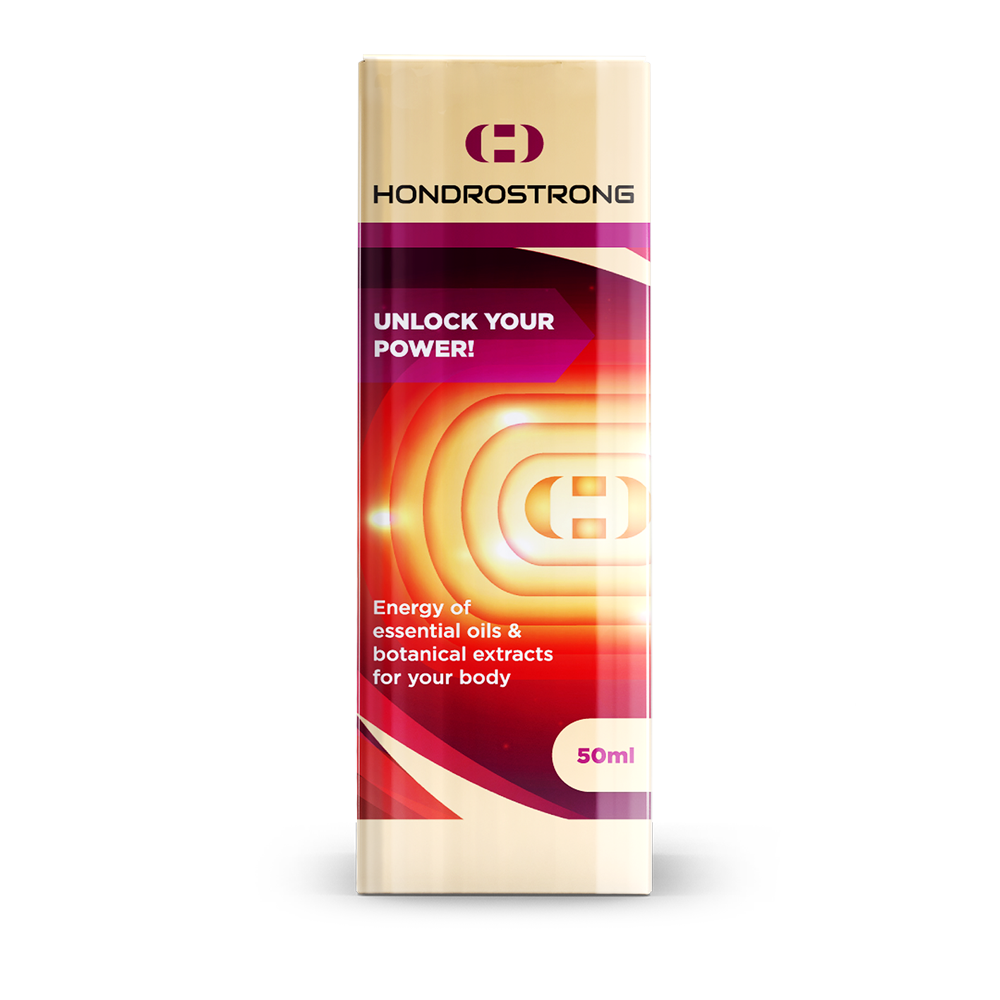 HONDROSTRONG
UNLOCK YOUR
POWER!
Energy of
essential oils &
botanical extracts
for your body
50ml